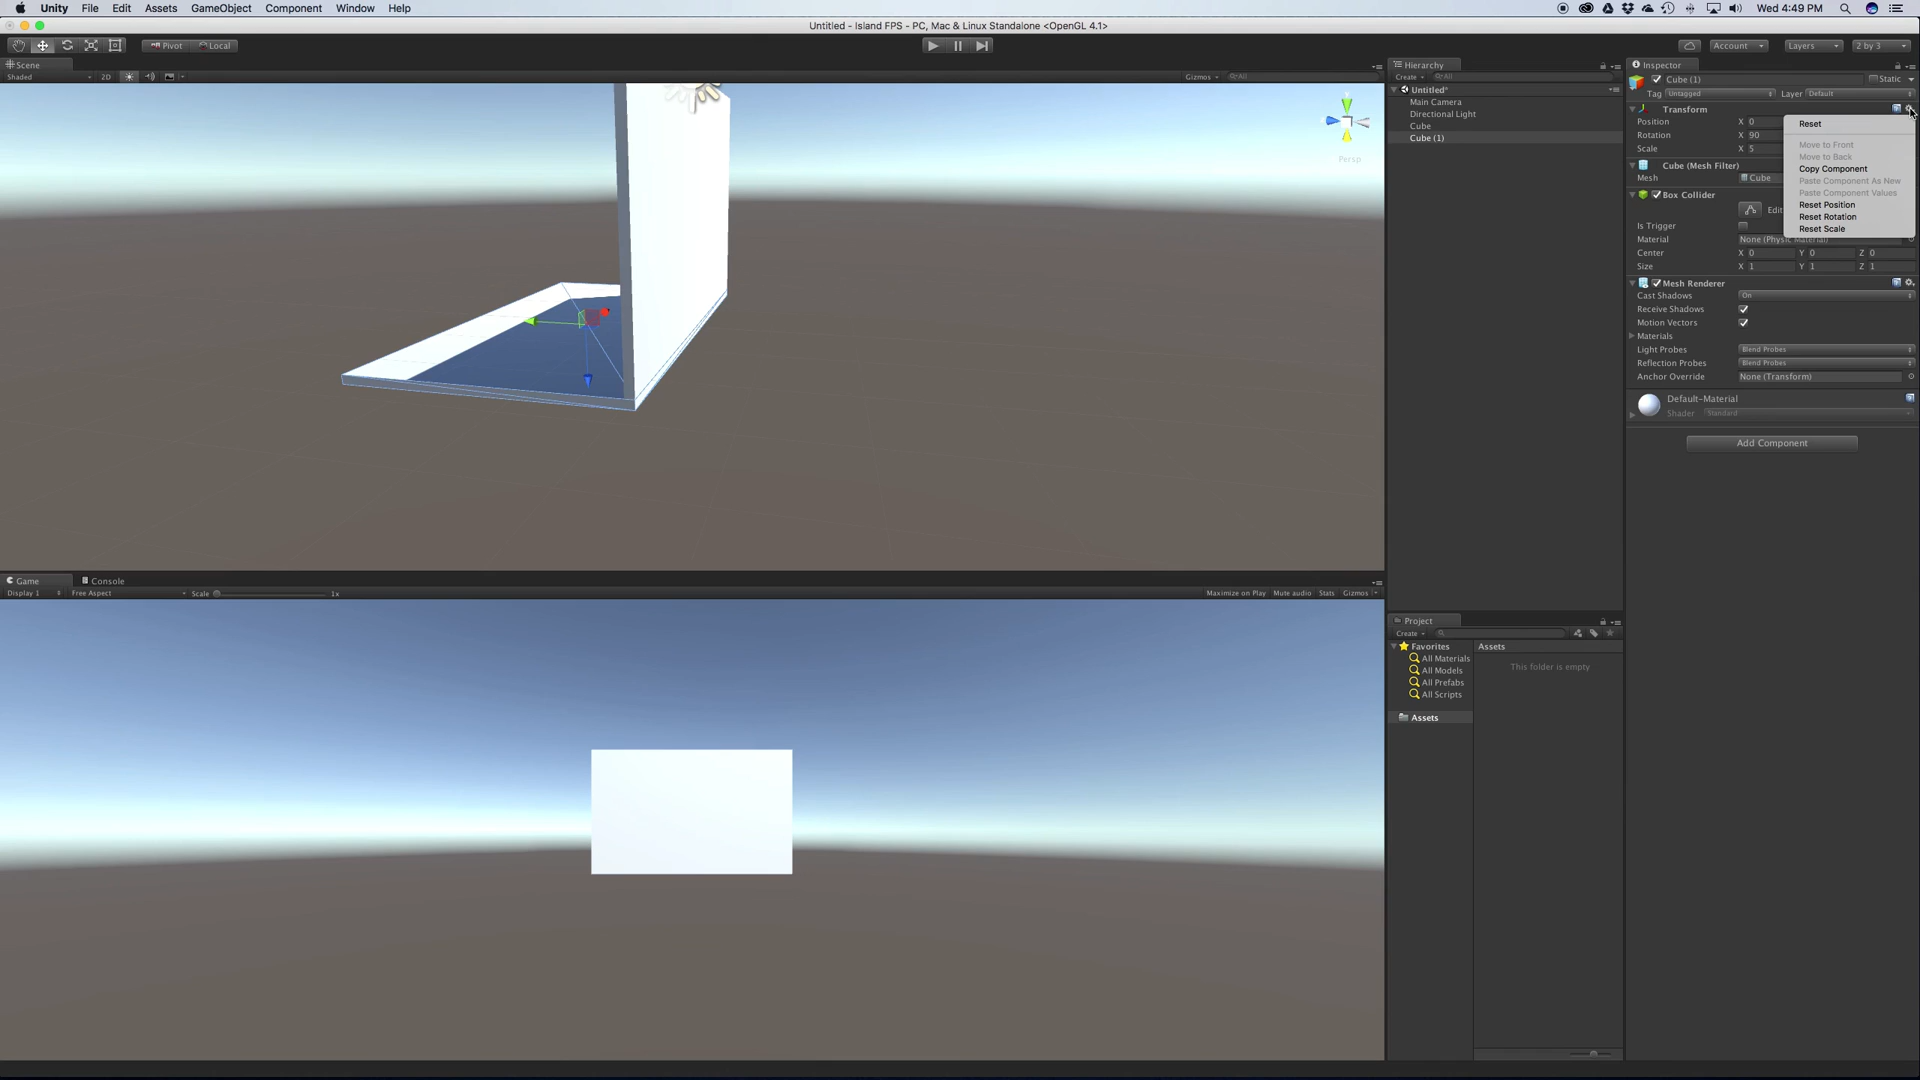 Unity File Edit Assets GameObject Component Window Help
Wed 4:49 PM
Untitled - Island FPS - PC, Mac & Linux Standalone <OpenGL 4.1>
Pivot Local
Account Layers 2 by 3
Scene
Shaded 2D Gizmos All
Persp
Game Console
Display 1 Free Aspect Scale 1x Maximize on Play Mute audio Stats Gizmos
Hierarchy
Create All
Untitled*
Main Camera
Directional Light
Cube
Cube (1)
Project
Create
Favorites
All Materials
All Models
All Prefabs
All Scripts
Assets
Assets
This folder is empty
Inspector
Cube (1) Static
Tag Untagged Layer Default
Transform
Position X 0
Rotation X 90
Scale X 5
Reset
Move to Front
Move to Back
Copy Component
Paste Component As New
Paste Component Values
Reset Position
Reset Rotation
Reset Scale
Cube (Mesh Filter)
Mesh Cube
Box Collider
Edit
Is Trigger
Material None (Physic Material)
Center X 0 Y 0 Z 0
Size X 1 Y 1 Z 1
Mesh Renderer
Cast Shadows On
Receive Shadows
Motion Vectors
Materials
Light Probes Blend Probes
Reflection Probes Blend Probes
Anchor Override None (Transform)
Default-Material
Shader Standard
Add Component